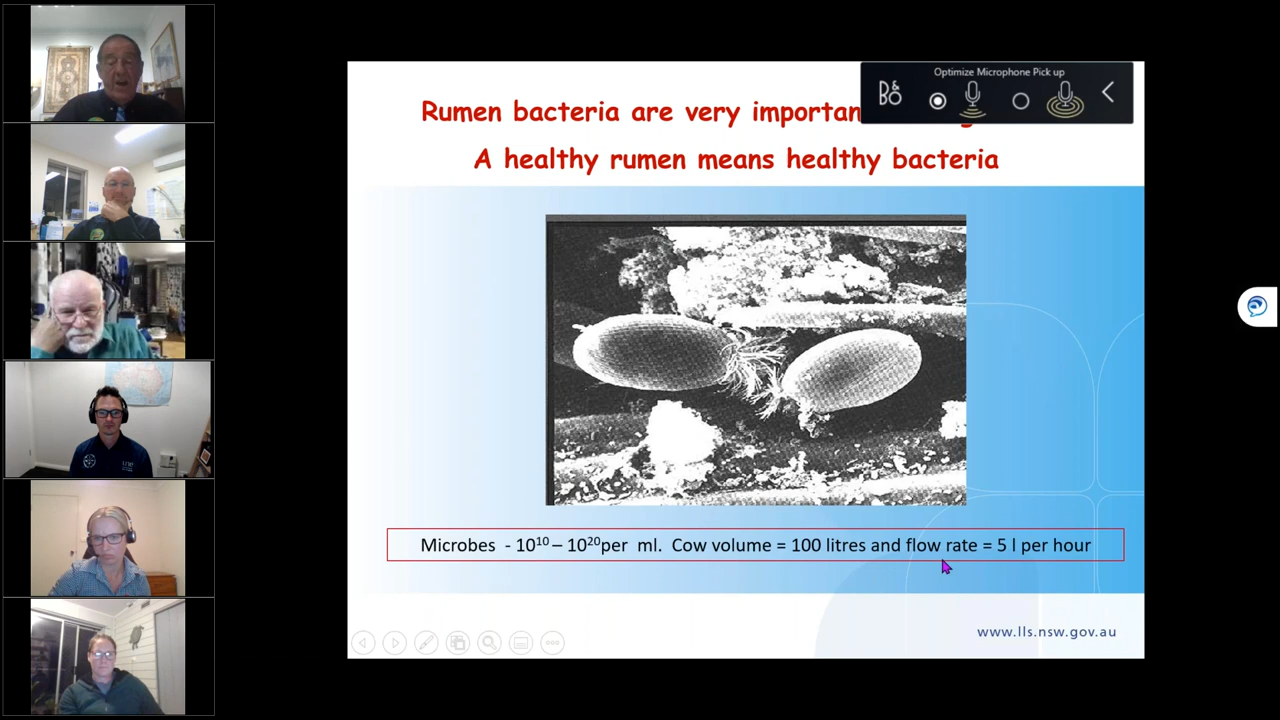 Optimize Microphone Pick up
B&O
Rumen bacteria are very importan
A healthy rumen means healthy bacteria
Microbes - 10¹⁰ – 10²⁰per ml. Cow volume = 100 litres and flow rate = 5 l per hour
www.lls.nsw.gov.au